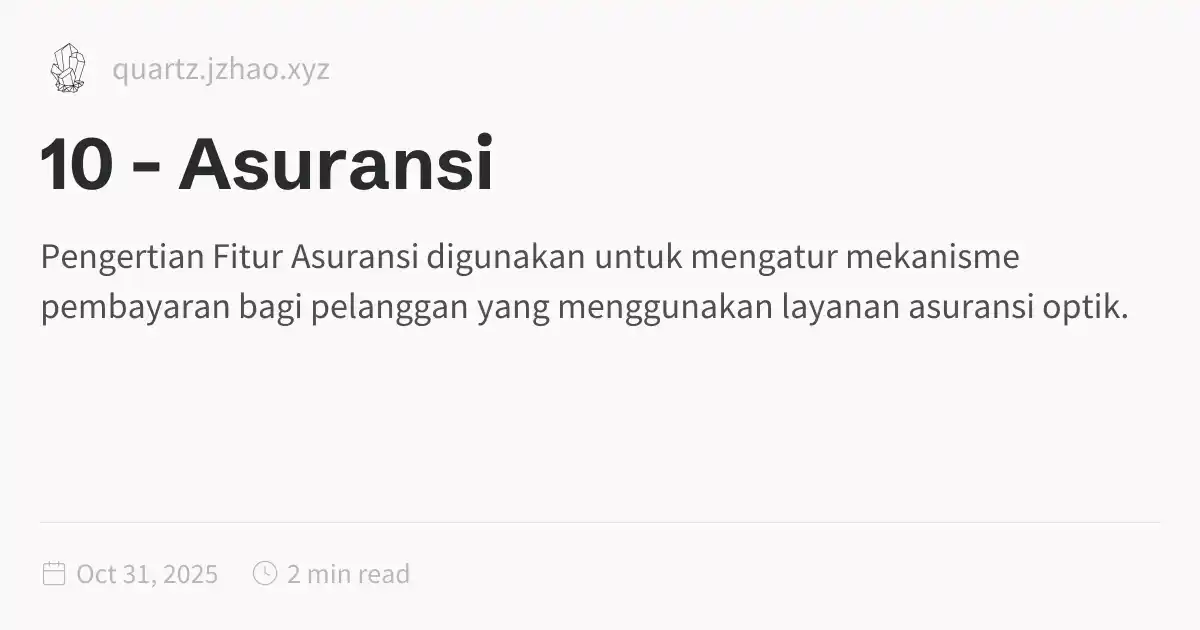 quartz.jzhao.xyz
10 - Asuransi
Pengertian Fitur Asuransi digunakan untuk mengatur mekanisme
pembayaran bagi pelanggan yang menggunakan layanan asuransi optik.
Oct 31, 2025 2 min read